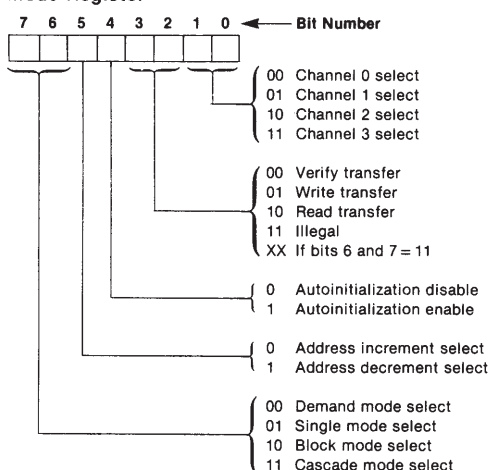 Mode Register
7 6 5 4 3 2 1 0 Bit Number
00 Channel 0 select
01 Channel 1 select
10 Channel 2 select
11 Channel 3 select
00 Verify transfer
01 Write transfer
10 Read transfer
11 Illegal
XX If bits 6 and 7 = 11
0 Autoinitialization disable
1 Autoinitialization enable
0 Address increment select
1 Address decrement select
00 Demand mode select
01 Single mode select
10 Block mode select
11 Cascade mode select